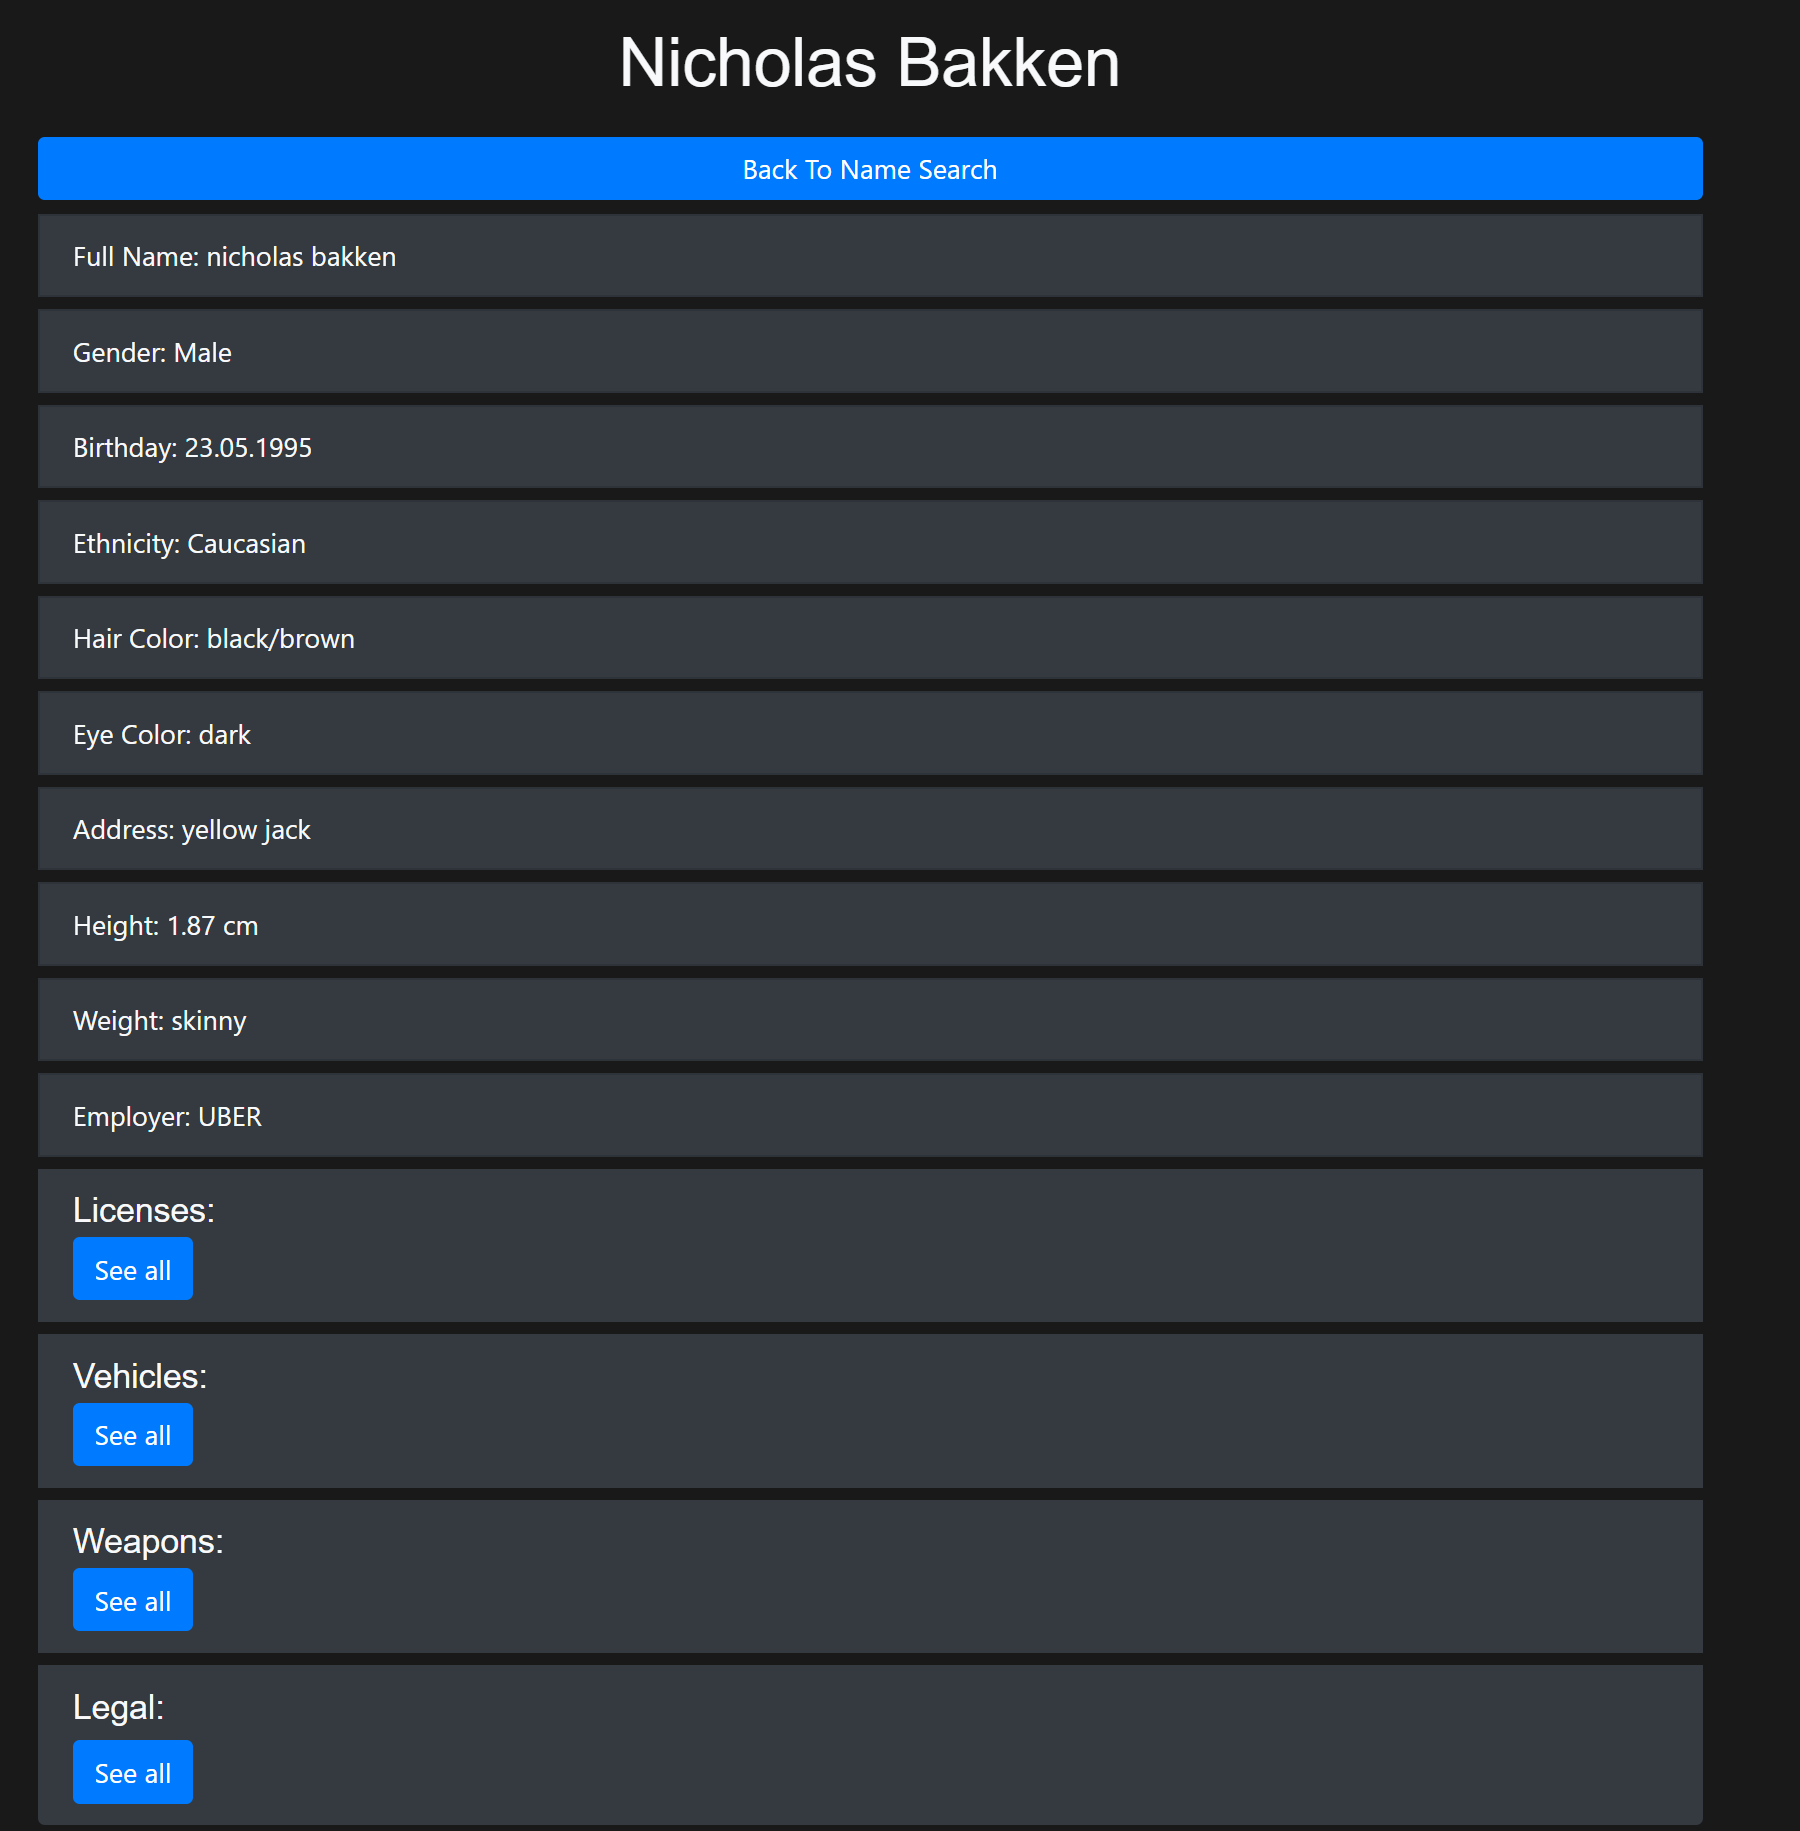 Nicholas Bakken
Back To Name Search
Full Name: nicholas bakken
Gender: Male
Birthday: 23.05.1995
Ethnicity: Caucasian
Hair Color: black/brown
Eye Color: dark
Address: yellow jack
Height: 1.87 cm
Weight: skinny
Employer: UBER
Licenses:
See all
Vehicles:
See all
Weapons:
See all
Legal:
See all